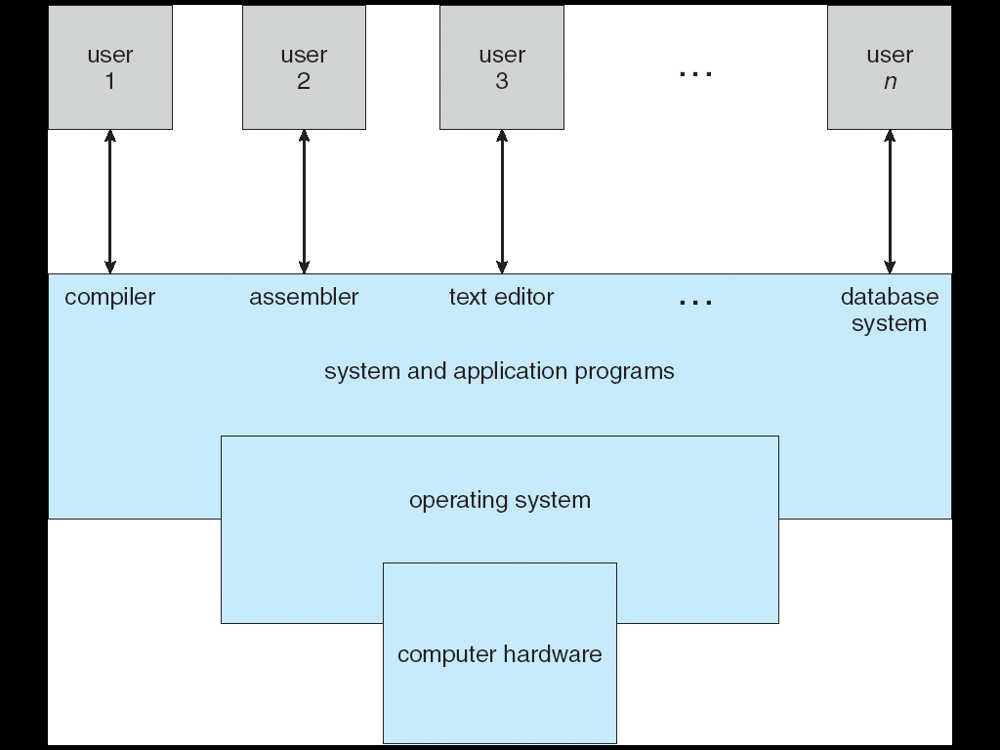 user
1
user
2
user
3
...
user
n
compiler
assembler
text editor
...
database
system
system and application programs
operating system
computer hardware